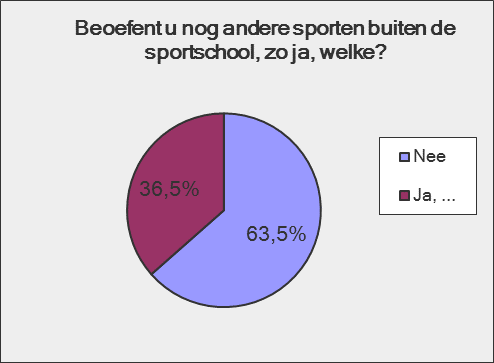 Beoefent u nog andere sporten buiten de
sportschool, zo ja, welke?
36,5%
63,5%
Nee
Ja, ...